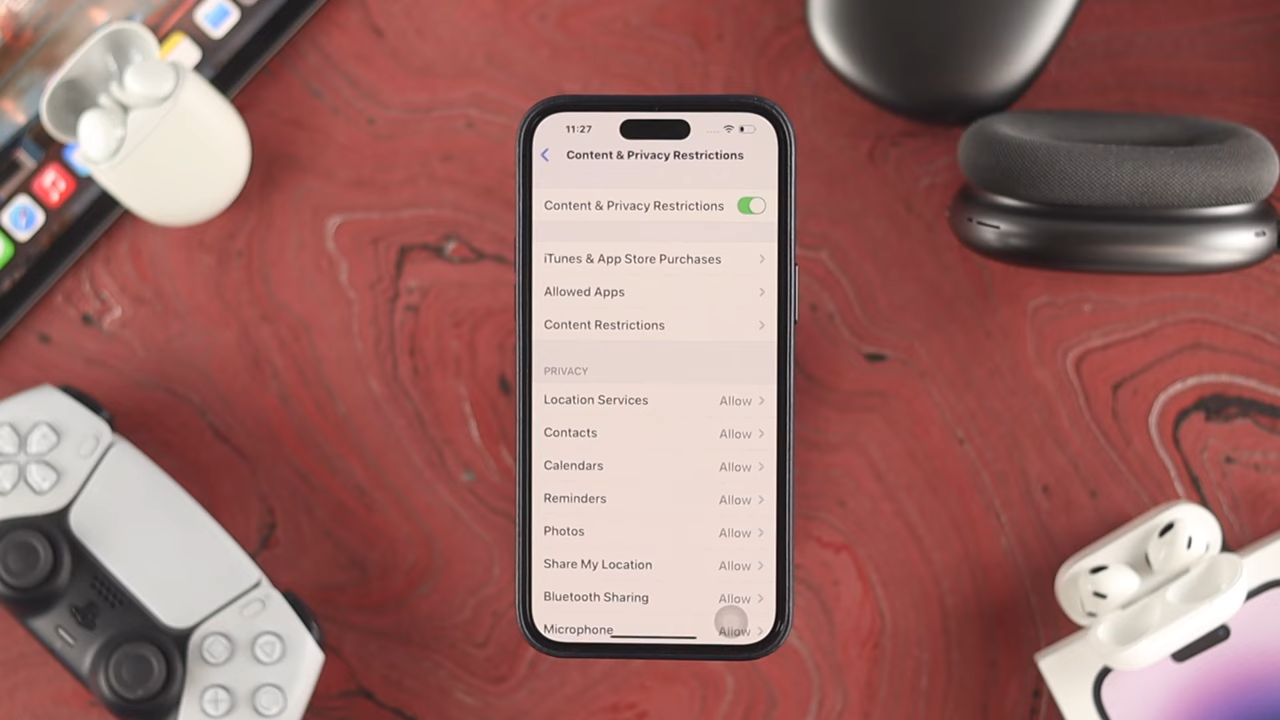 11:27
Content & Privacy Restrictions
Content & Privacy Restrictions
iTunes & App Store Purchases
Allowed Apps
Content Restrictions
PRIVACY
Location Services Allow
Contacts Allow
Calendars Allow
Reminders Allow
Photos Allow
Share My Location Allow
Bluetooth Sharing Allow
Microphone Allow